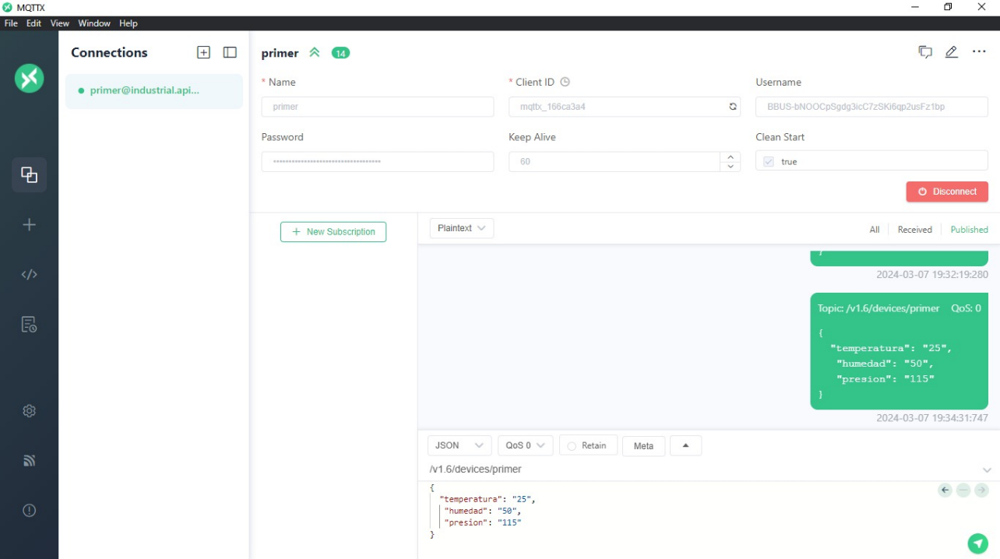 MQTTX
File Edit View Window Help
Connections
primer@industrial.api...
primer 14
* Name
primer
* Client ID
mqttx_166ca3a4
Username
BBUS-bNOOCpSgdg3icC7zSKi6qp2usFz1bp
Password
Keep Alive
60
Clean Start
true
Disconnect
+ New Subscription
Plaintext
All Received Published
}
2024-03-07 19:32:19:280
Topic: /v1.6/devices/primer QoS: 0
{
"temperatura": "25",
"humedad": "50",
"presion": "115"
}
2024-03-07 19:34:31:747
JSON QoS 0 Retain Meta
/v1.6/devices/primer
{
"temperatura": "25",
"humedad": "50",
"presion": "115"
}